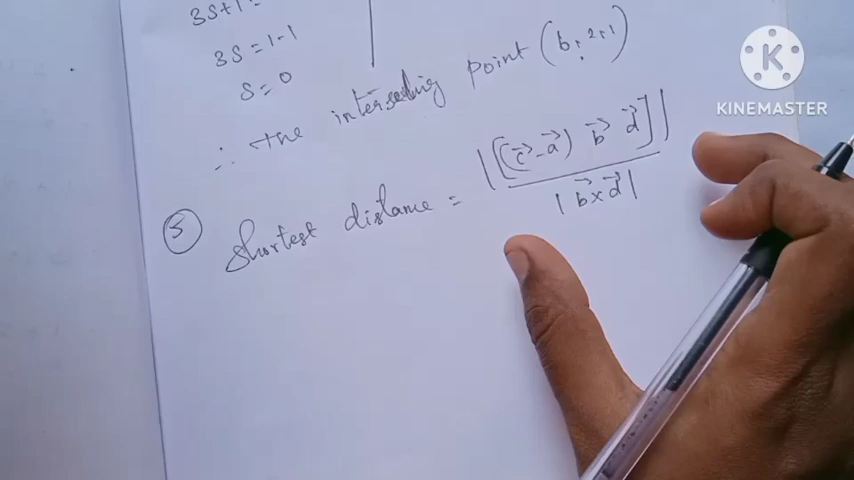 3S+1=
3S = 1-1
S = 0
∴ The intersecting point (6, 2, 1)
⑤ Shortest distance = |[(c⃗-a⃗) b⃗ d⃗]| / |b⃗×d⃗|
K
KINEMASTER